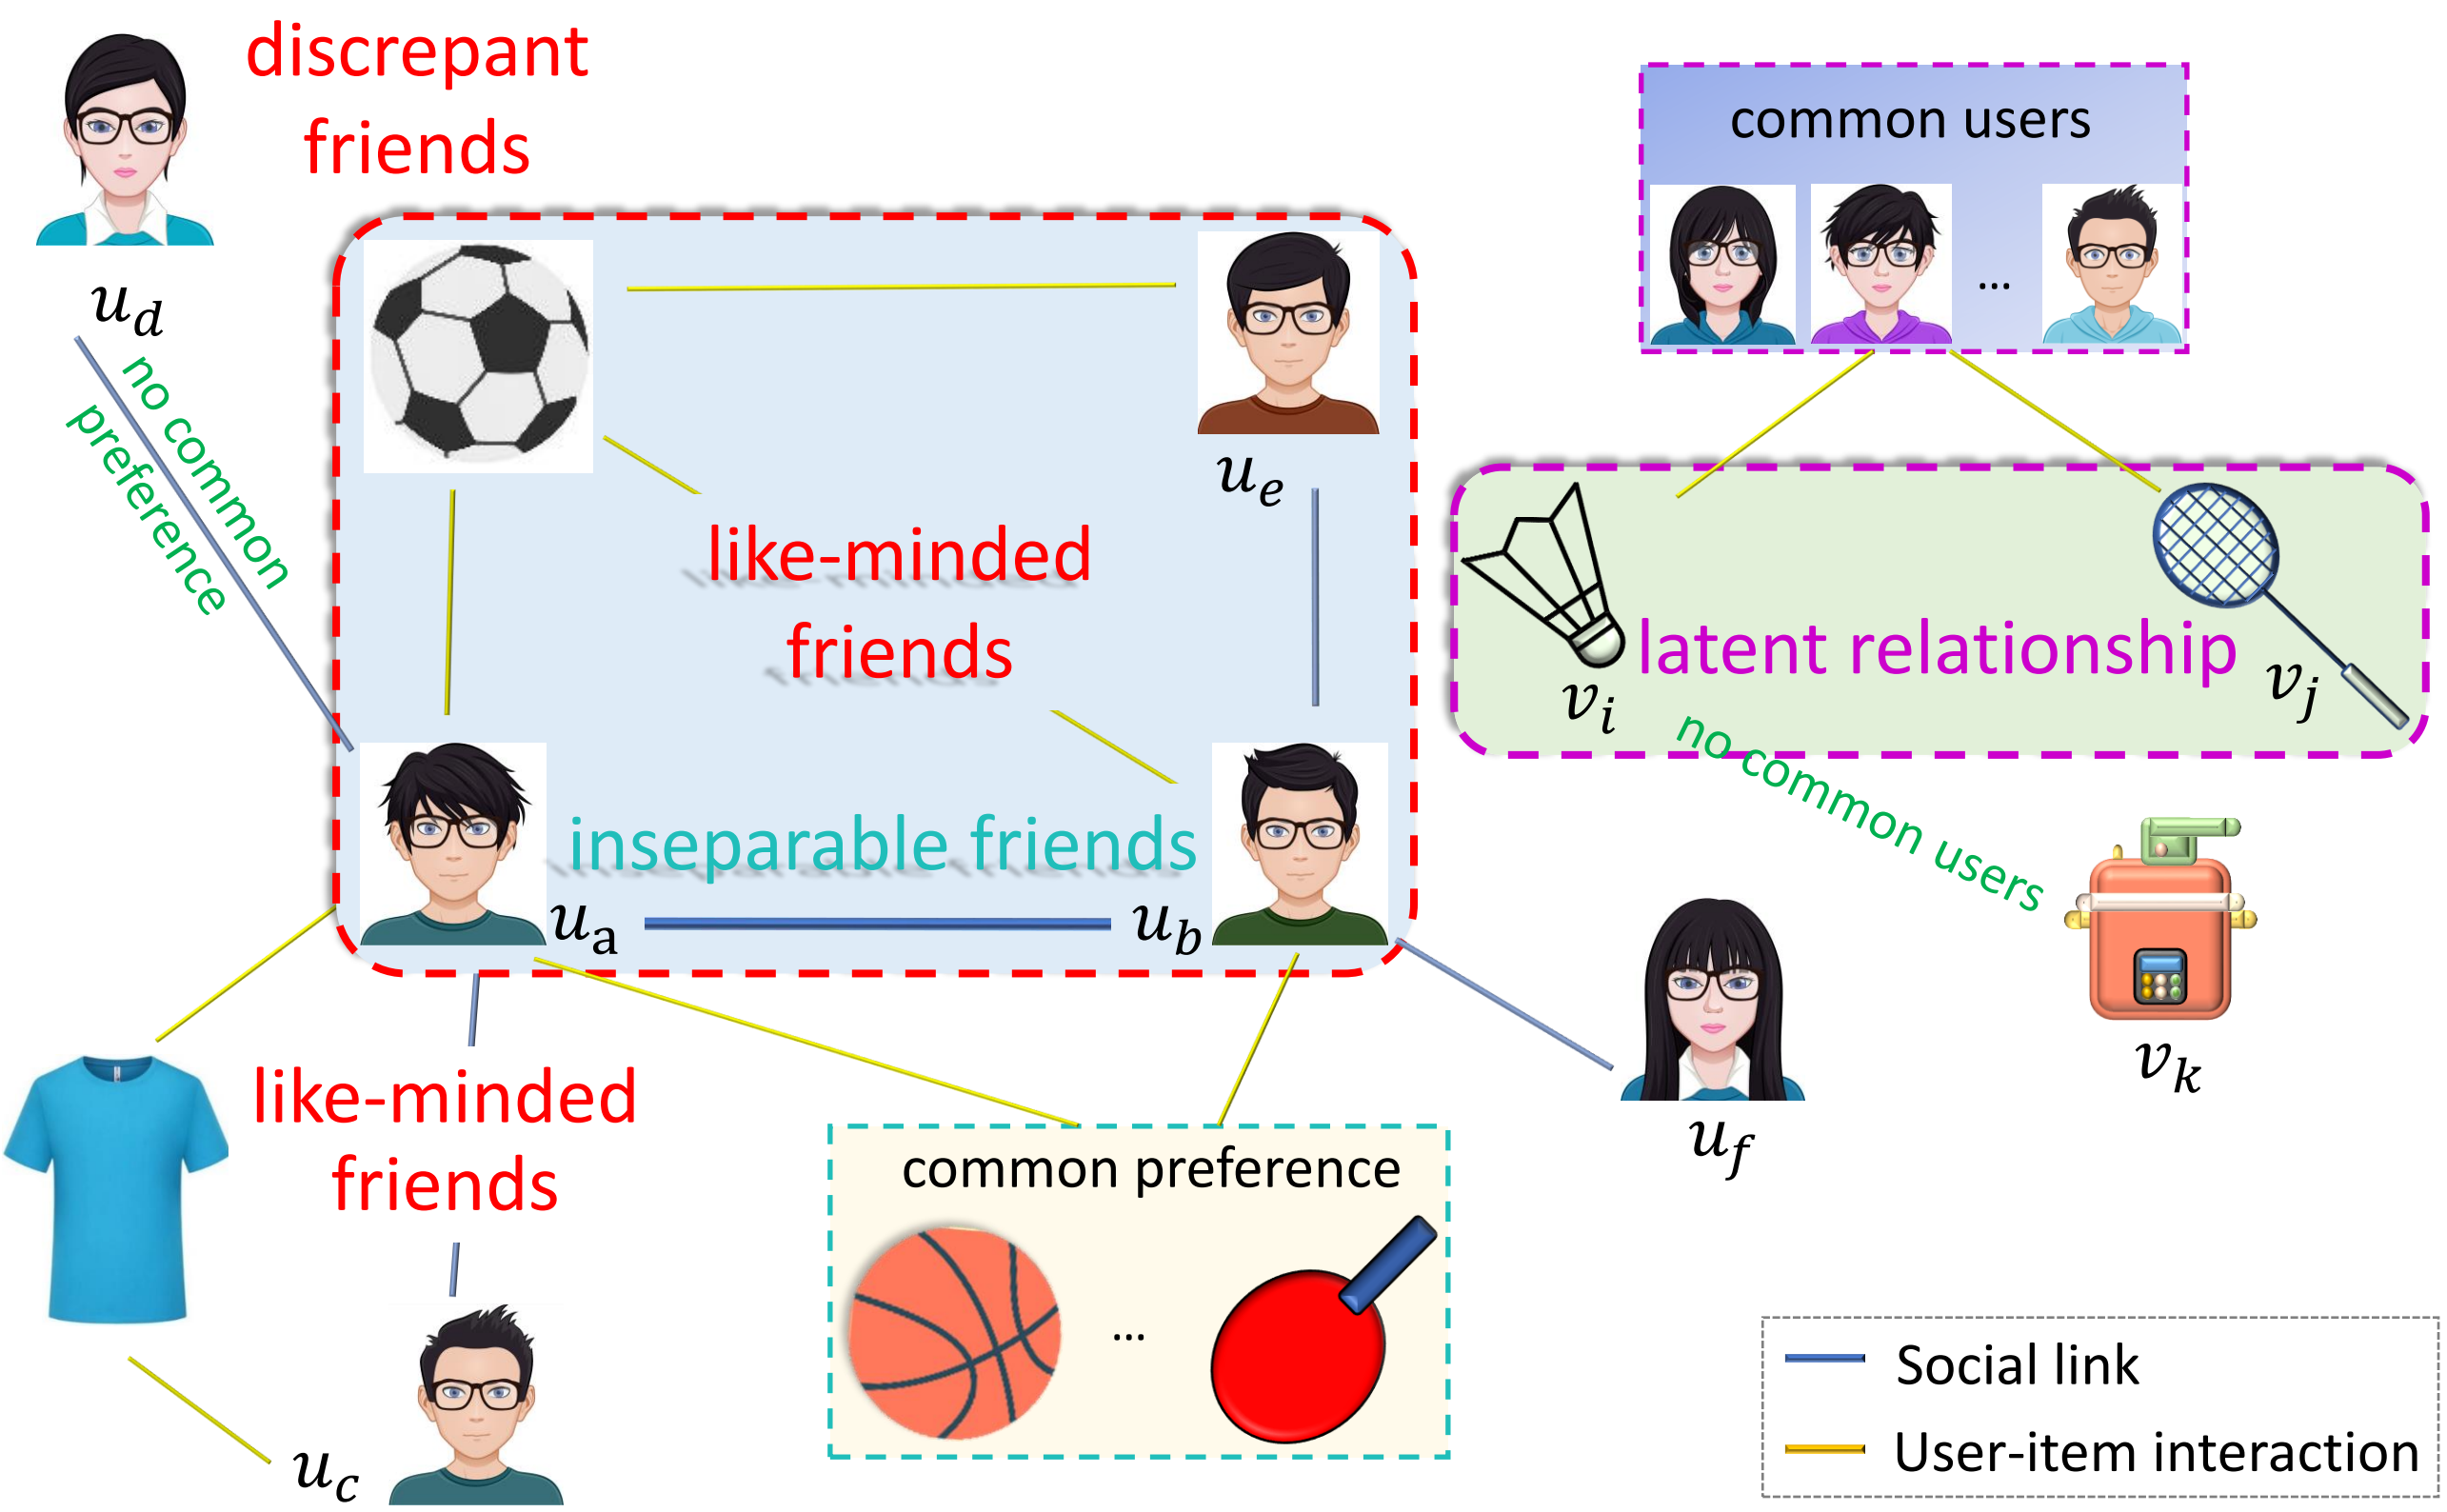 discrepant
friends
common users
...
u_d
no common
preference
u_e
like-minded
friends
latent relationship
v_i
v_j
no common users
inseparable friends
u_a
u_b
v_k
u_f
like-minded
friends
common preference
...
u_c
Social link
User-item interaction